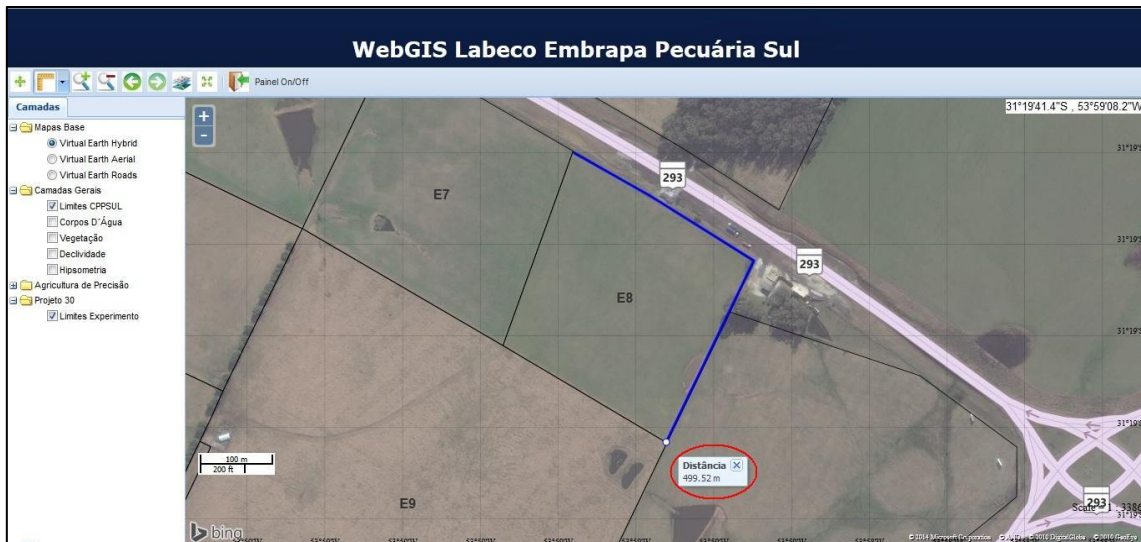 WebGIS Labeco Embrapa Pecuária Sul
Painel On/Off
Camadas
Mapas Base
Virtual Earth Hybrid
Virtual Earth Aerial
Virtual Earth Roads
Camadas Gerais
Limites CPPSUL
Corpos D´Água
Vegetação
Declividade
Hipsometria
Agricultura de Precisão
Projeto 30
Limites Experimento
+
-
31°19'41.4"S , 53°59'08.2"W
E7
293
293
E8
Distância
499.52 m
100 m
200 ft
E9
293
bing